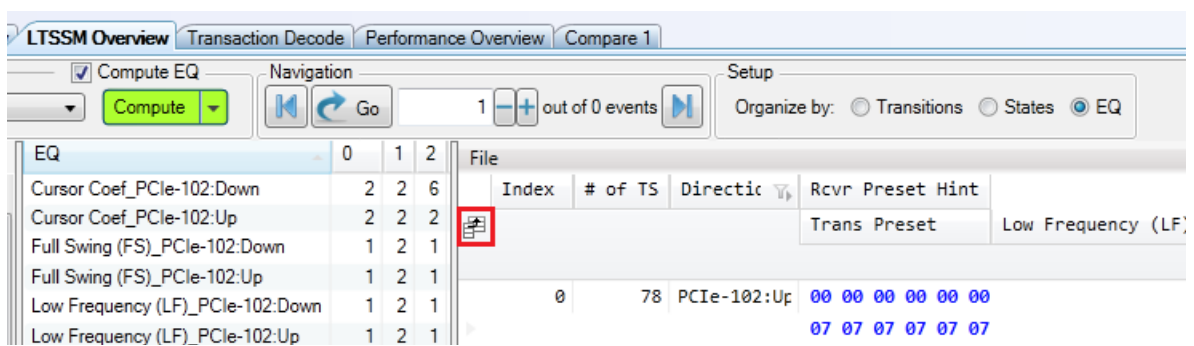 LTSSM Overview Transaction Decode Performance Overview Compare 1
Compute EQ Navigation Setup
Compute Go 1 out of 0 events Organize by: Transitions States EQ
EQ 0 1 2 File
Cursor Coef_PCIe-102:Down 2 2 6 Index # of TS Directic Rcvr Preset Hint
Cursor Coef_PCIe-102:Up 2 2 2 Trans Preset Low Frequency (LF)
Full Swing (FS)_PCIe-102:Down 1 2 1
Full Swing (FS)_PCIe-102:Up 1 2 1
Low Frequency (LF)_PCIe-102:Down 1 2 1 0 78 PCIe-102:Up 00 00 00 00 00 00
Low Frequency (LF)_PCIe-102:Up 1 2 1 07 07 07 07 07 07